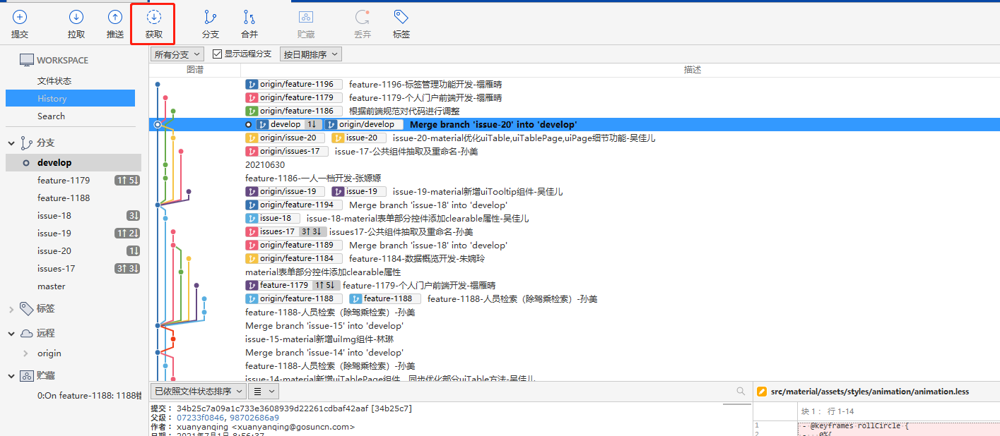 提交 拉取 推送 获取 分支 合并 贮藏 丢弃 标签
WORKSPACE
文件状态
History
Search
分支
develop
feature-1179 1↑ 5↓
feature-1188
issue-18 3↓
issue-19 1↑ 2↓
issue-20 1↓
issues-17 3↑ 3↓
master
标签
远程
origin
贮藏
0:On feature-1188: 1188
所有分支 显示远程分支 按日期排序
图谱 描述
origin/feature-1196 feature-1196-标签管理功能开发-禤雁晴
origin/feature-1179 feature-1179-个人门户前端开发-禤雁晴
origin/feature-1186 根据前端规范对代码进行调整
develop 1↓ origin/develop Merge branch 'issue-20' into 'develop'
origin/issue-20 issue-20 issue-20-material优化uiTable,uiTablePage,uiPage细节功能-吴佳儿
origin/issues-17 issue-17-公共组件抽取及重命名-孙美
20210630
feature-1186-一人一档开发-张嫄嫄
origin/issue-19 issue-19 issue-19-material新增uiTooltip组件-吴佳儿
origin/feature-1194 Merge branch 'issue-18' into 'develop'
issue-18 issue-18-material表单部分控件添加clearable属性-吴佳儿
issues-17 3↑ 3↓ issues17-公共组件抽取及重命名-孙美
origin/feature-1189 Merge branch 'issue-18' into 'develop'
origin/feature-1184 feature-1184-数据概览开发-朱婉玲
material表单部分控件添加clearable属性
feature-1179 1↑ 5↓ feature-1179-个人门户前端开发-禤雁晴
origin/feature-1188 feature-1188 feature-1188-人员检索（除驾乘检索）-孙美
feature-1188-人员检索（除驾乘检索）-孙美
Merge branch 'issue-15' into 'develop'
issue-15-material新增uiImg组件-林琳
Merge branch 'issue-14' into 'develop'
feature-1188-人员检索（除驾乘检索）-孙美
issue-14-material新增uiTablePage组件，同步优化部分uiTable方法-吴佳儿
已依照文件状态排序
提交： 34b25c7a09a1c733e3608939d22261cdbaf42aaf [34b25c7]
父级： 07233f0846, 98702686a9
作者： xuanyanqing <xuanyanqing@gosuncn.com>
日期： 2021年7月1日 8:56:37
src/material/assets/styles/animation/animation.less
块 1： 行 1-14
1 - @keyframes rollCircle {
2 - 0%{